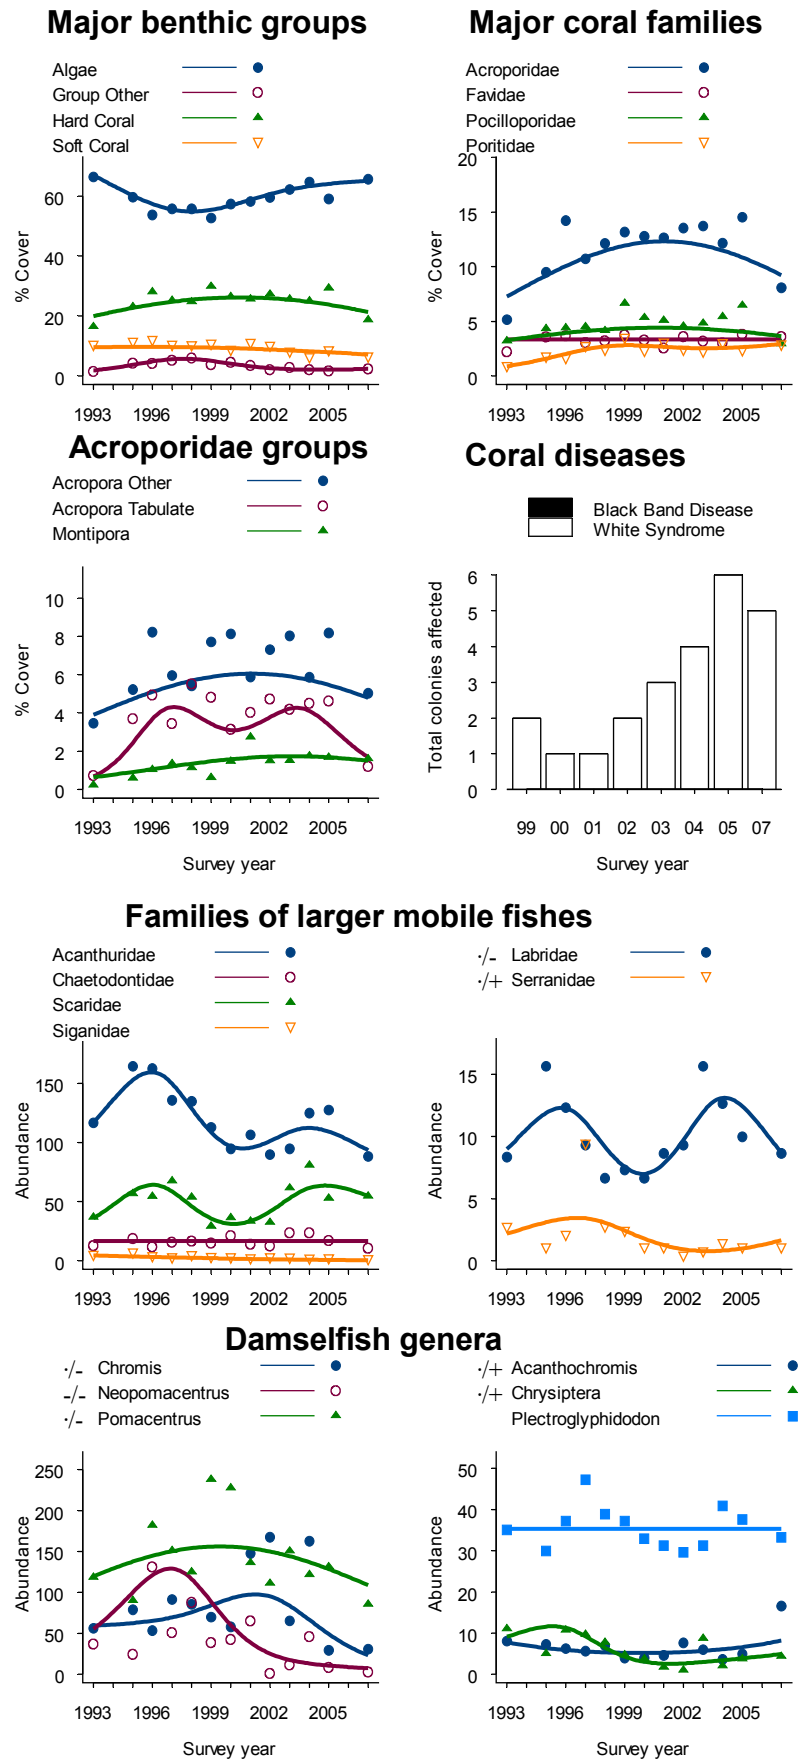 Major benthic groups
Algae
Group Other
Hard Coral
Soft Coral
% Cover
60
40
20
0
1993 1996 1999 2002 2005
Major coral families
Acroporidae
Favidae
Pocilloporidae
Poritidae
% Cover
20
15
10
5
0
1993 1996 1999 2002 2005
Acroporidae groups
Acropora Other
Acropora Tabulate
Montipora
% Cover
10
8
6
4
2
0
1993 1996 1999 2002 2005
Survey year
Coral diseases
Black Band Disease
White Syndrome
Total colonies affected
6
5
4
3
2
1
0
99 00 01 02 03 04 05 07
Survey year
Families of larger mobile fishes
Acanthuridae
Chaetodontidae
Scaridae
Siganidae
Abundance
150
100
50
0
1993 1996 1999 2002 2005
·/- Labridae
·/+ Serranidae
Abundance
15
10
5
0
1993 1996 1999 2002 2005
Damselfish genera
·/- Chromis
-/- Neopomacentrus
·/- Pomacentrus
Abundance
250
200
150
100
50
0
1993 1996 1999 2002 2005
Survey year
·/+ Acanthochromis
·/+ Chrysiptera
Plectroglyphidodon
Abundance
50
40
30
20
10
0
1993 1996 1999 2002 2005
Survey year